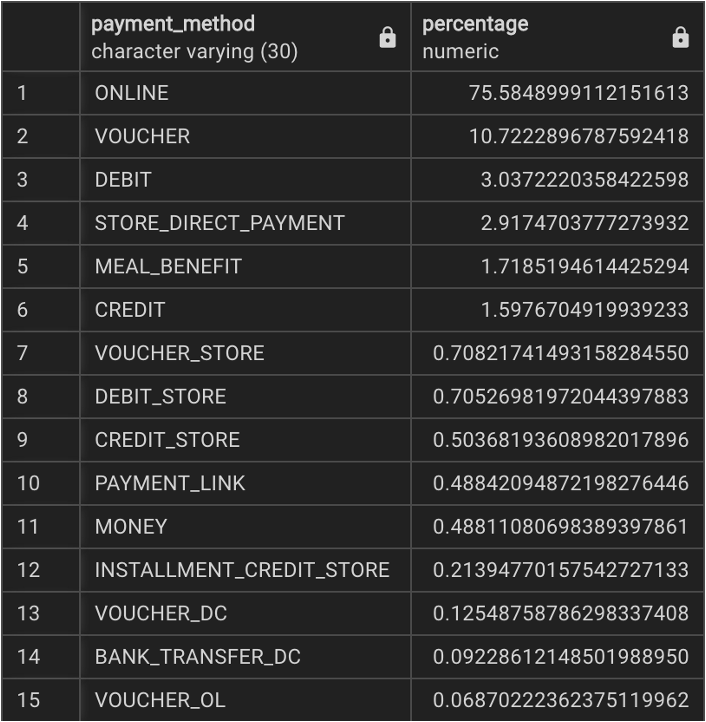 payment_method percentage
character varying (30) numeric
1 ONLINE 75.5848999112151613
2 VOUCHER 10.7222896787592418
3 DEBIT 3.0372220358422598
4 STORE_DIRECT_PAYMENT 2.9174703777273932
5 MEAL_BENEFIT 1.7185194614425294
6 CREDIT 1.5976704919939233
7 VOUCHER_STORE 0.70821741493158284550
8 DEBIT_STORE 0.70526981972044397883
9 CREDIT_STORE 0.50368193608982017896
10 PAYMENT_LINK 0.48842094872198276446
11 MONEY 0.48811080698389397861
12 INSTALLMENT_CREDIT_STORE 0.21394770157542727133
13 VOUCHER_DC 0.12548758786298337408
14 BANK_TRANSFER_DC 0.09228612148501988950
15 VOUCHER_OL 0.06870222362375119962